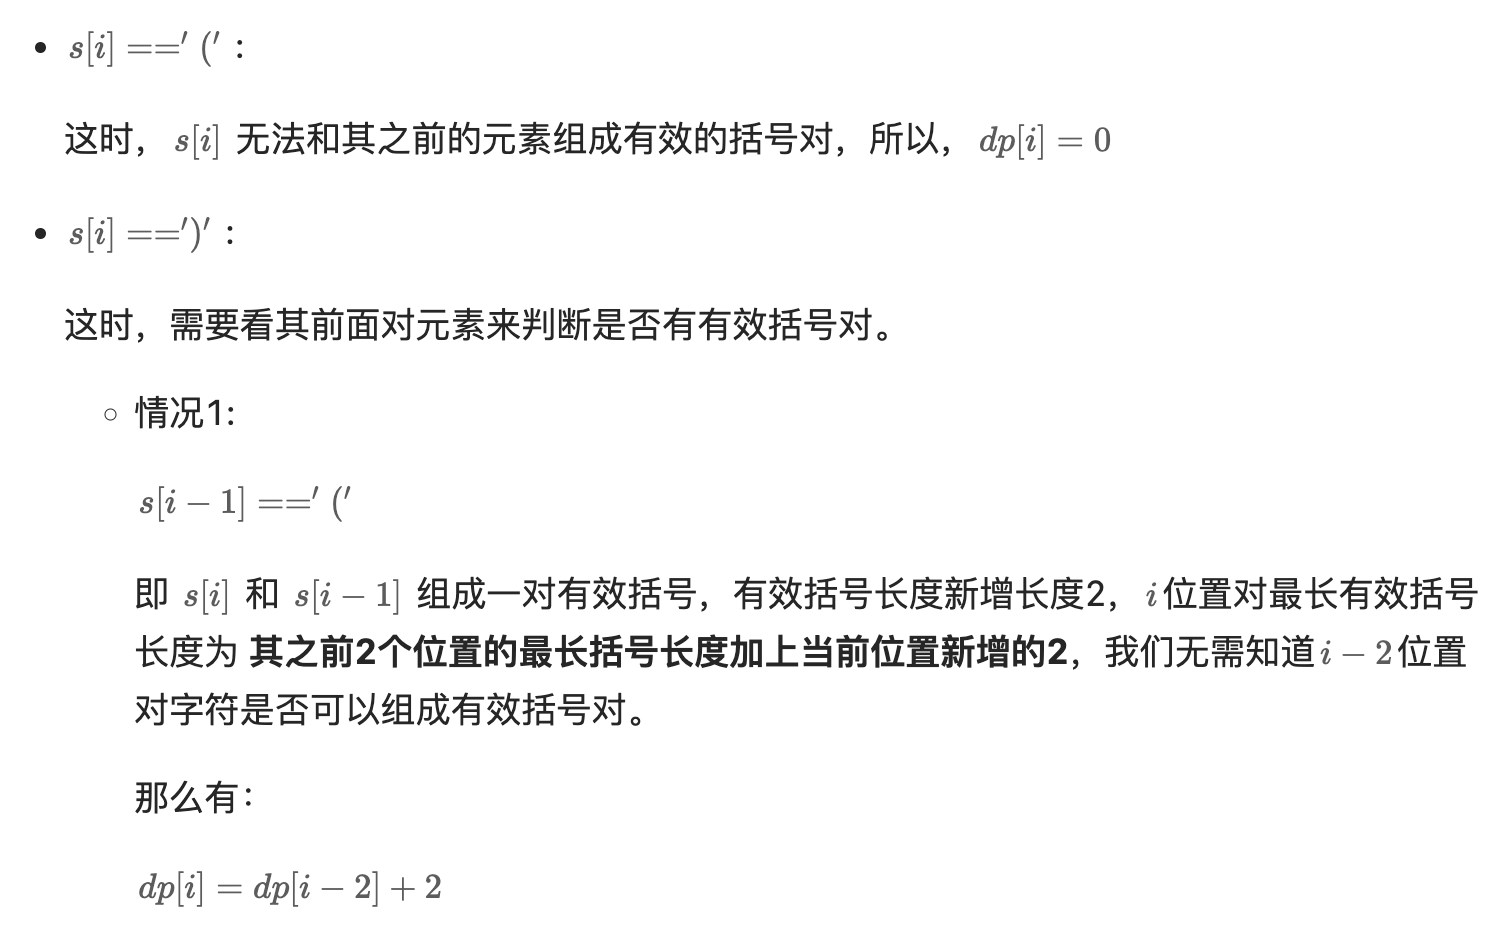 • s[i] ==′ (′ :
这时， s[i] 无法和其之前的元素组成有效的括号对，所以， dp[i] = 0
• s[i] ==′)′ :
这时，需要看其前面对元素来判断是否有有效括号对。
◦ 情况1:
s[i − 1] ==′ (′
即 s[i] 和 s[i − 1] 组成一对有效括号，有效括号长度新增长度2， i位置对最长有效括号
长度为 其之前2个位置的最长括号长度加上当前位置新增的2，我们无需知道i − 2位置
对字符是否可以组成有效括号对。
那么有：
dp[i] = dp[i − 2] + 2